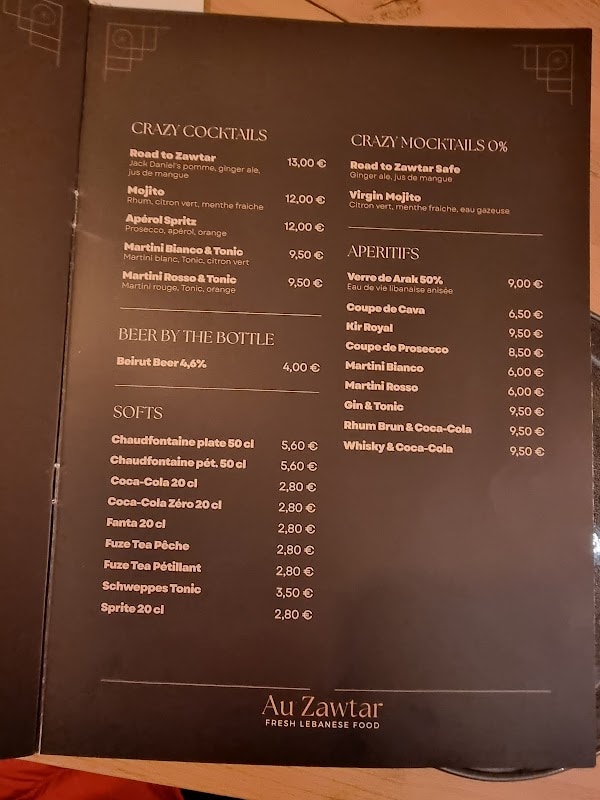 CRAZY COCKTAILS
Road to Zawtar 13,00 €
Jack Daniel's pomme, ginger ale,
jus de mangue
Mojito 12,00 €
Rhum, citron vert, menthe fraiche
Apérol Spritz 12,00 €
Prosecco, apérol, orange
Martini Bianco & Tonic 9,50 €
Martini blanc, Tonic, citron vert
Martini Rosso & Tonic 9,50 €
Martini rouge, Tonic, orange
BEER BY THE BOTTLE
Beirut Beer 4,6% 4,00 €
SOFTS
Chaudfontaine plate 50 cl 5,60 €
Chaudfontaine pét. 50 cl 5,60 €
Coca-Cola 20 cl 2,80 €
Coca-Cola Zéro 20 cl 2,80 €
Fanta 20 cl 2,80 €
Fuze Tea Pêche 2,80 €
Fuze Tea Pétillant 2,80 €
Schweppes Tonic 3,50 €
Sprite 20 cl 2,80 €
CRAZY MOCKTAILS 0%
Road to Zawtar Safe
Ginger ale, jus de mangue
Virgin Mojito
Citron vert, menthe fraiche, eau gazeuse
APERITIFS
Verre de Arak 50% 9,00 €
Eau de vie libanaise anisée
Coupe de Cava 6,50 €
Kir Royal 9,50 €
Coupe de Prosecco 8,50 €
Martini Bianco 6,00 €
Martini Rosso 6,00 €
Gin & Tonic 9,50 €
Rhum Brun & Coca-Cola 9,50 €
Whisky & Coca-Cola 9,50 €
Au Zawtar
FRESH LEBANESE FOOD